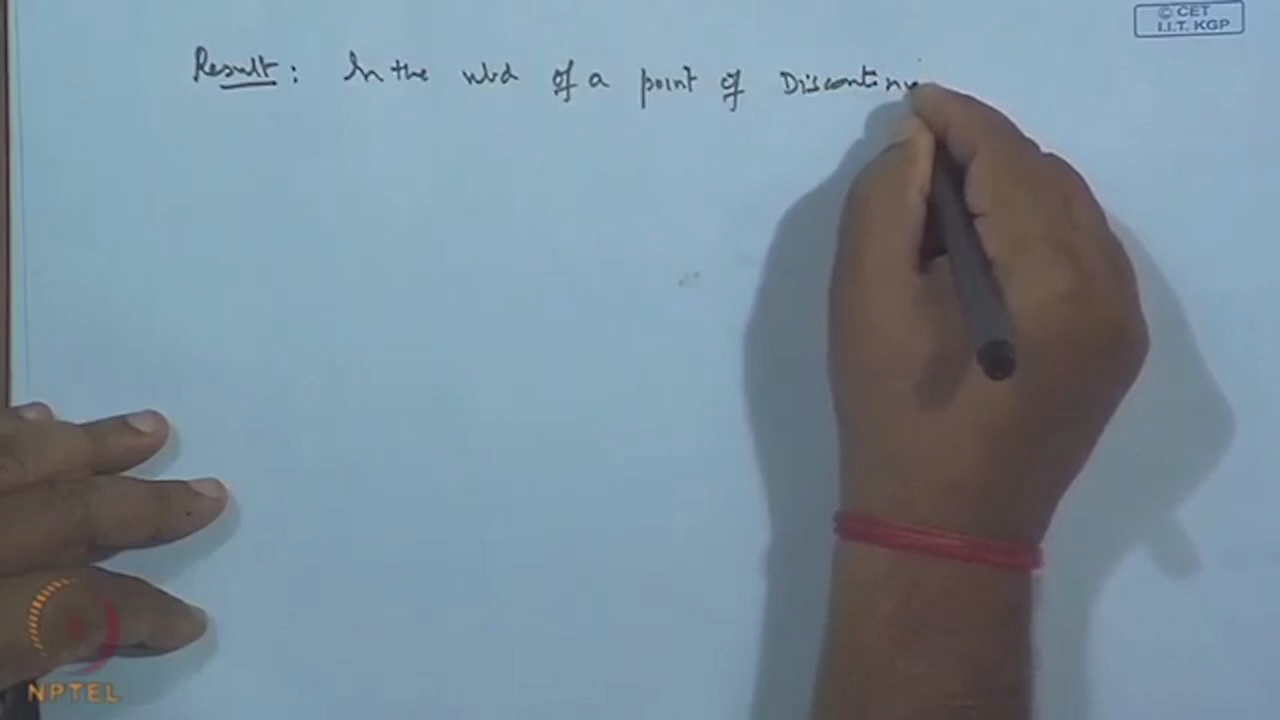 © CET
I.I.T. KGP
Result: In the nbd of a point of Discontinu
NPTEL